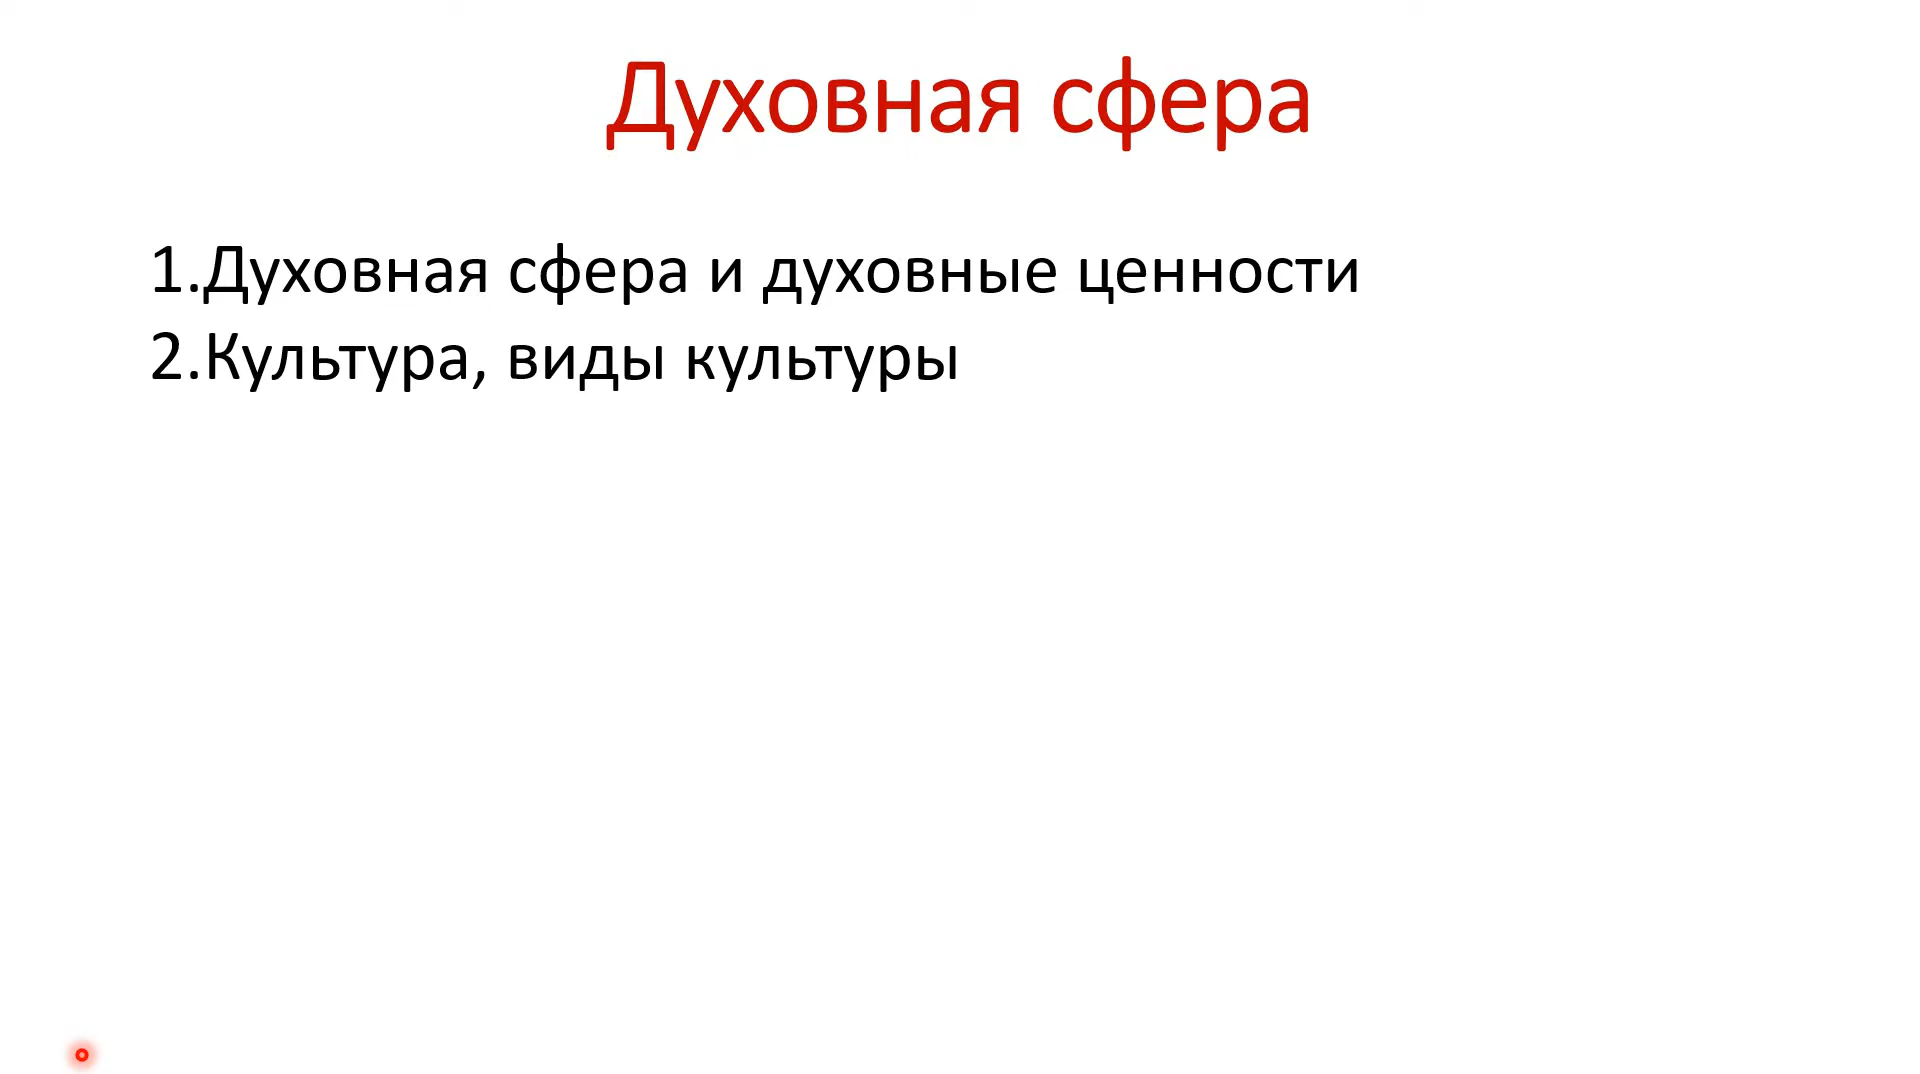 Духовная сфера
1.Духовная сфера и духовные ценности
2.Культура, виды культуры